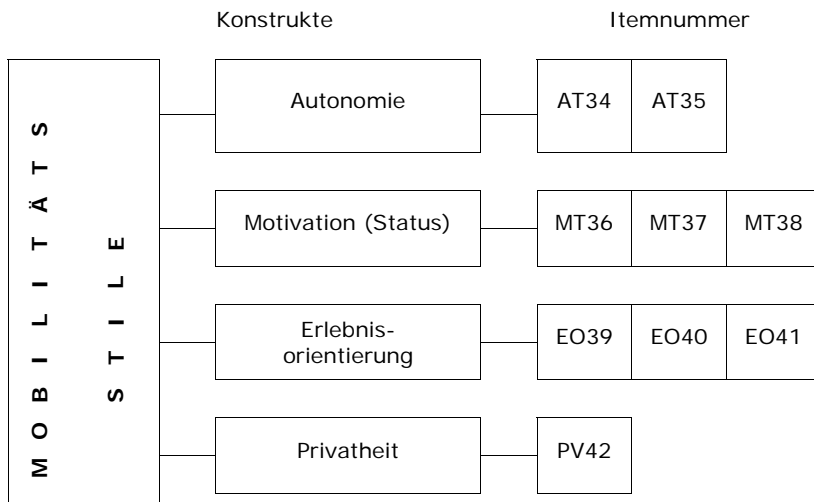 Konstrukte Itemnummer
MOBILITÄTS
STILE
Autonomie AT34 AT35
Motivation (Status) MT36 MT37 MT38
Erlebnis-
orientierung EO39 EO40 EO41
Privatheit PV42